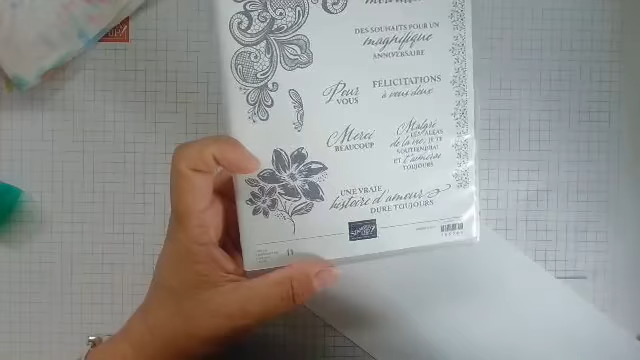 DES SOUHAITS POUR UN
magnifique
ANNIVERSAIRE
Pour
VOUS
FÉLICITATIONS
à vous deux
Merci
BEAUCOUP
Malgré
LES ALÉAS
de la vie, JE TE
SOUTIENDRAI
ET t'aimerai
TOUJOURS
UNE VRAIE
histoire d'amour
DURE TOUJOURS